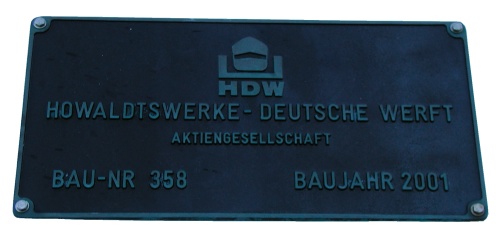 HDW
HOWALDTSWERKE - DEUTSCHE WERFT
AKTIENGESELLSCHAFT
BAU-NR 358 BAUJAHR 2001